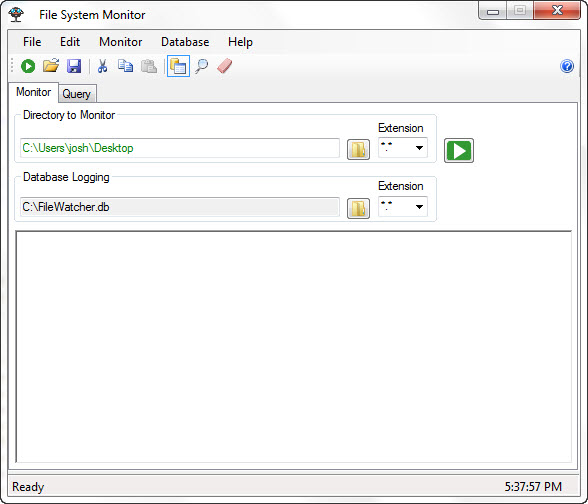 File System Monitor
File Edit Monitor Database Help
Monitor Query
Directory to Monitor
Extension
C:\Users\josh\Desktop *.*
Database Logging
Extension
C:\FileWatcher.db *.*
Ready 5:37:57 PM